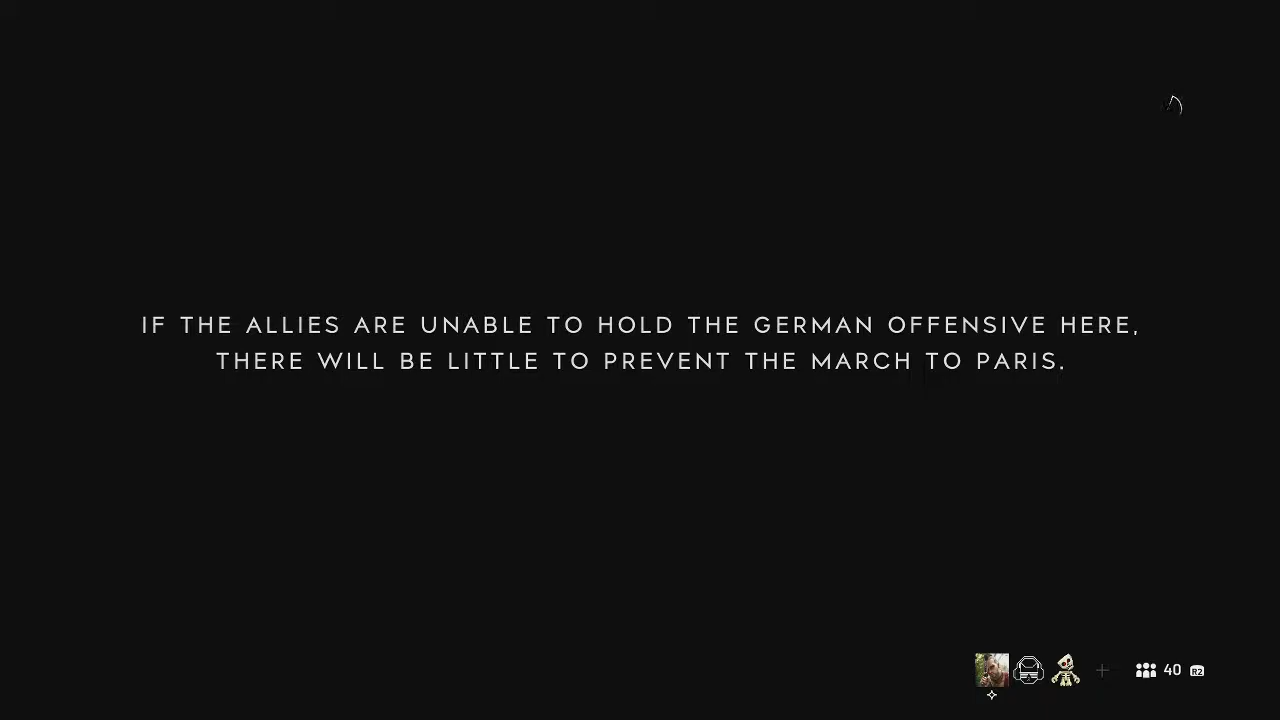 IF THE ALLIES ARE UNABLE TO HOLD THE GERMAN OFFENSIVE HERE,
THERE WILL BE LITTLE TO PREVENT THE MARCH TO PARIS.
40 R2